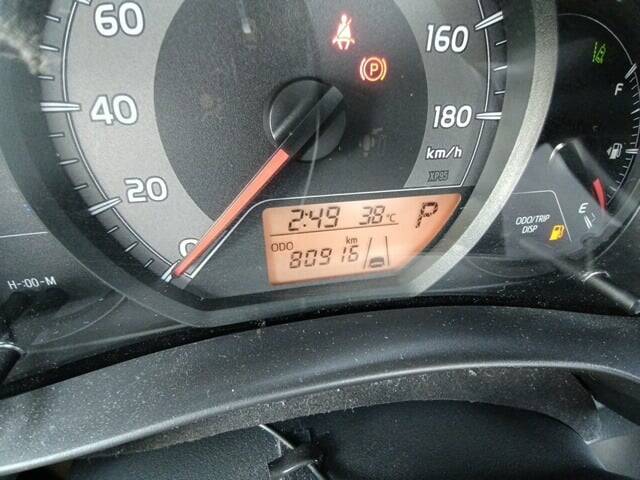 60
40
20
0
160
180
km/h
XP95
P
2:49 38°C P
ODO 80916 km
H-:00-M
F
E
ODO/TRIP
DISP